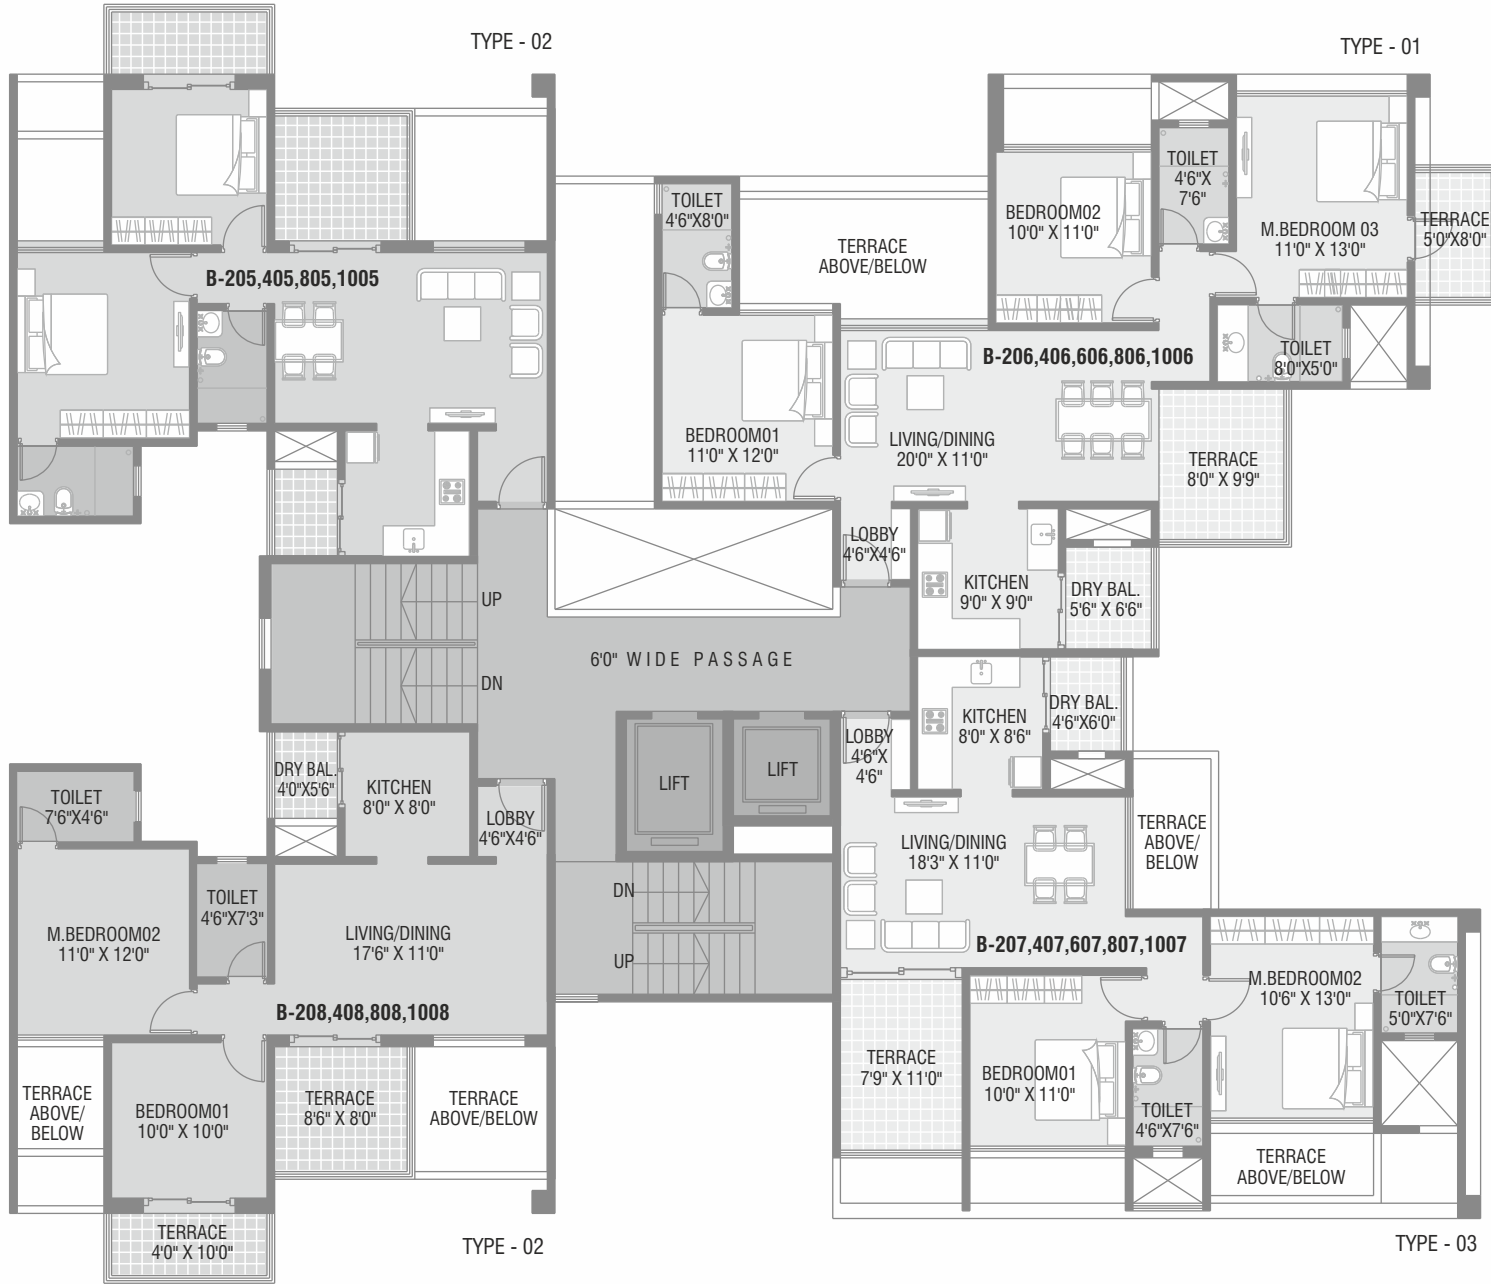 TYPE - 02
TYPE - 01
B-205,405,805,1005
TOILET
4'6"X8'0"
TERRACE
ABOVE/BELOW
BEDROOM02
10'0" X 11'0"
TOILET
4'6"X
7'6"
M.BEDROOM 03
11'0" X 13'0"
TERRACE
5'0"X8'0"
B-206,406,606,806,1006
TOILET
8'0"X5'0"
BEDROOM01
11'0" X 12'0"
LIVING/DINING
20'0" X 11'0"
TERRACE
8'0" X 9'9"
LOBBY
4'6"X4'6"
KITCHEN
9'0" X 9'0"
DRY BAL.
5'6" X 6'6"
UP
DN
6'0" WIDE PASSAGE
LIFT
LIFT
LOBBY
4'6"X
4'6"
KITCHEN
8'0" X 8'6"
DRY BAL.
4'6"X6'0"
TOILET
7'6"X4'6"
DRY BAL.
4'0"X5'6"
KITCHEN
8'0" X 8'0"
LOBBY
4'6"X4'6"
LIVING/DINING
18'3" X 11'0"
TERRACE
ABOVE/
BELOW
DN
UP
M.BEDROOM02
11'0" X 12'0"
TOILET
4'6"X7'3"
LIVING/DINING
17'6" X 11'0"
B-208,408,808,1008
B-207,407,607,807,1007
M.BEDROOM02
10'6" X 13'0"
TOILET
5'0"X7'6"
TERRACE
ABOVE/
BELOW
BEDROOM01
10'0" X 10'0"
TERRACE
8'6" X 8'0"
TERRACE
ABOVE/BELOW
TERRACE
7'9" X 11'0"
BEDROOM01
10'0" X 11'0"
TOILET
4'6"X7'6"
TERRACE
ABOVE/BELOW
TERRACE
4'0" X 10'0"
TYPE - 02
TYPE - 03